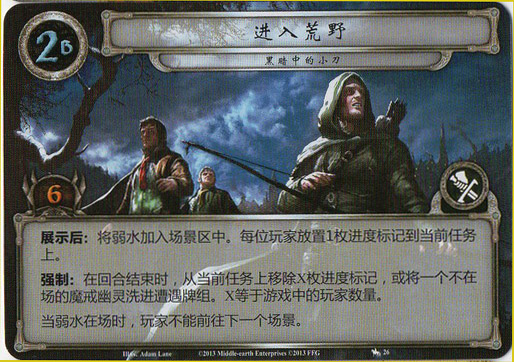 2B
进入荒野
黑暗中的小刀
6
展示后：将弱水加入场景区中。每位玩家放置1枚进度标记到当前任务
上。
强制：在回合结束时，从当前任务上移除X枚进度标记，或将一个不在
场的魔戒幽灵洗进遭遇牌组。X等于游戏中的玩家数量。
当弱水在场时，玩家不能前往下一个场景。
Illus. Adam Lane ©2013 Middle-earth Enterprises ©2013 FFG 26